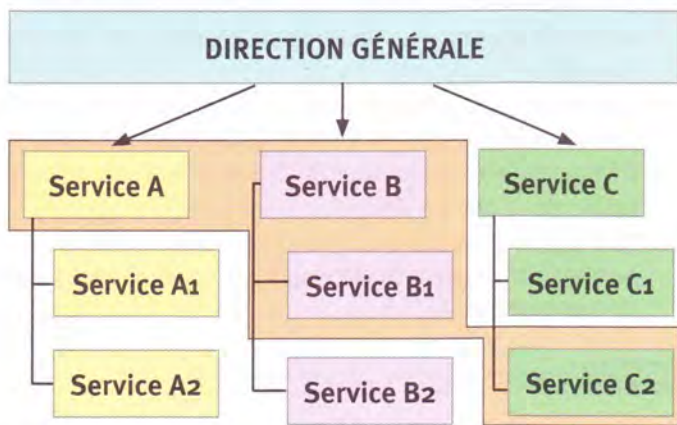 DIRECTION GÉNÉRALE
Service A
Service B
Service C
Service A1
Service B1
Service C1
Service A2
Service B2
Service C2